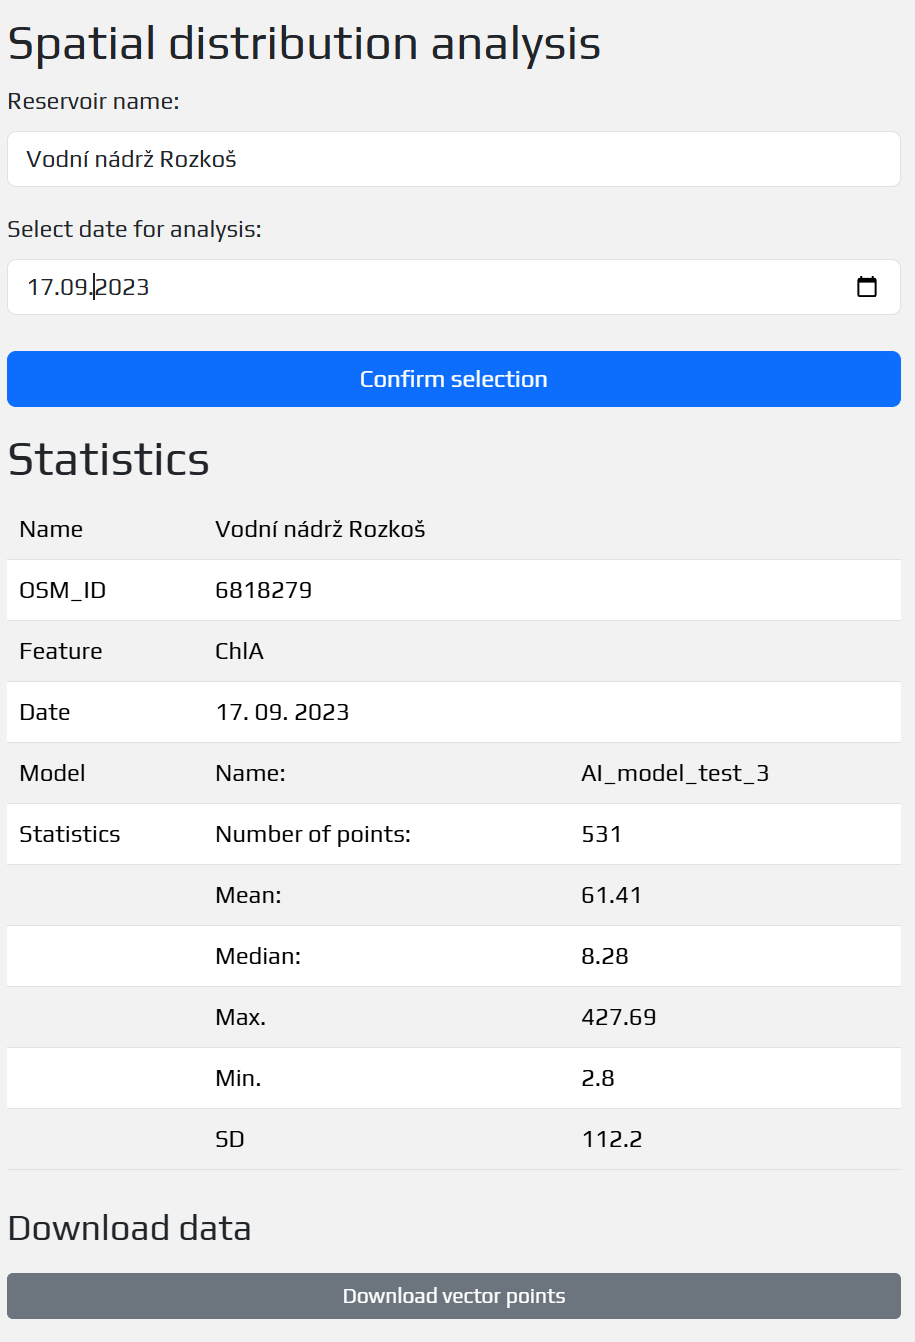 Spatial distribution analysis
Reservoir name:
Vodní nádrž Rozkoš
Select date for analysis:
17.09.2023
Confirm selection
Statistics
Name Vodní nádrž Rozkoš
OSM_ID 6818279
Feature ChlA
Date 17. 09. 2023
Model Name: AI_model_test_3
Statistics Number of points: 531
Mean: 61.41
Median: 8.28
Max. 427.69
Min. 2.8
SD 112.2
Download data
Download vector points